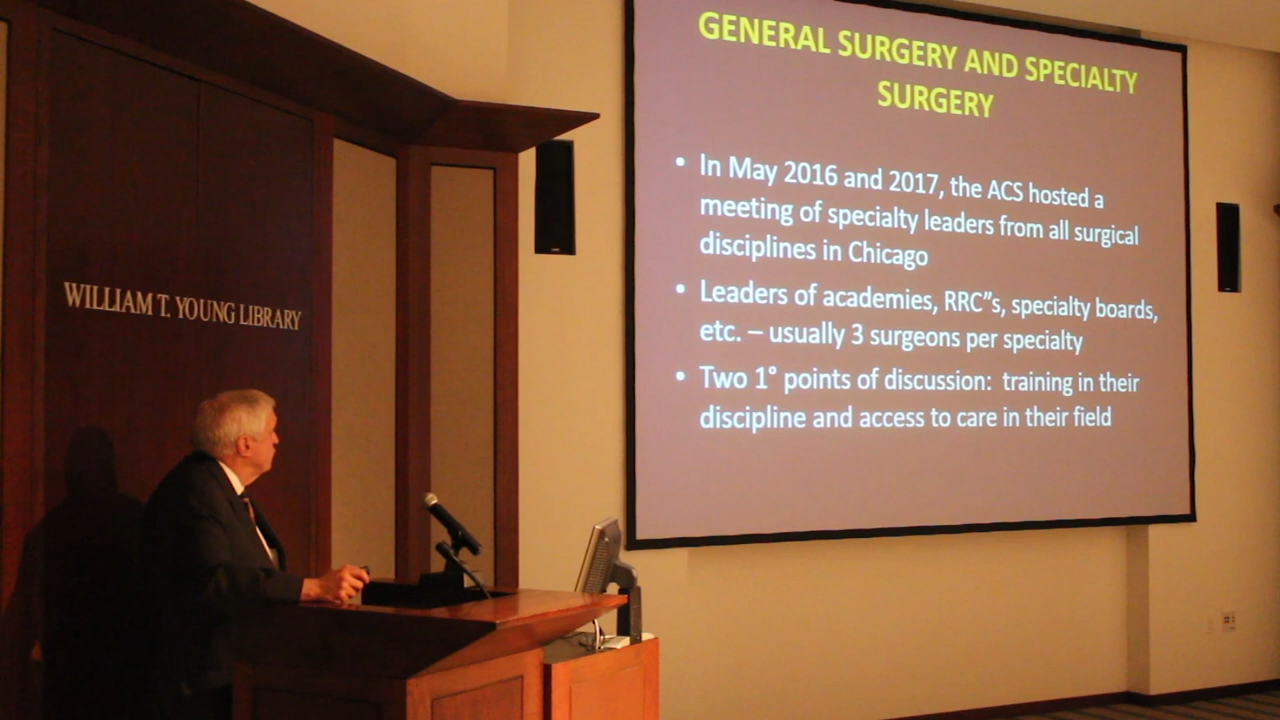 WILLIAM T. YOUNG LIBRARY
GENERAL SURGERY AND SPECIALTY
SURGERY
• In May 2016 and 2017, the ACS hosted a
meeting of specialty leaders from all surgical
disciplines in Chicago
• Leaders of academies, RRC"s, specialty boards,
etc. – usually 3 surgeons per specialty
• Two 1° points of discussion: training in their
discipline and access to care in their field